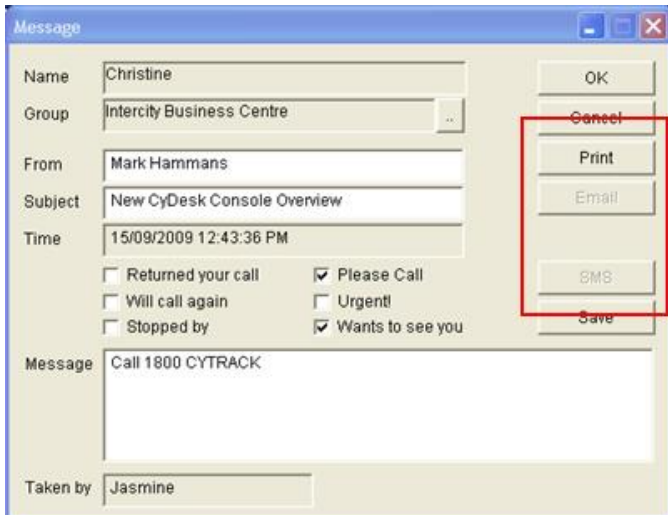 Message
Name Christine OK
Group Intercity Business Centre .. Cancel
From Mark Hammans Print
Subject New CyDesk Console Overview Email
Time 15/09/2009 12:43:36 PM
Returned your call Please Call SMS
Will call again Urgent!
Stopped by Wants to see you Save
Message Call 1800 CYTRACK
Taken by Jasmine